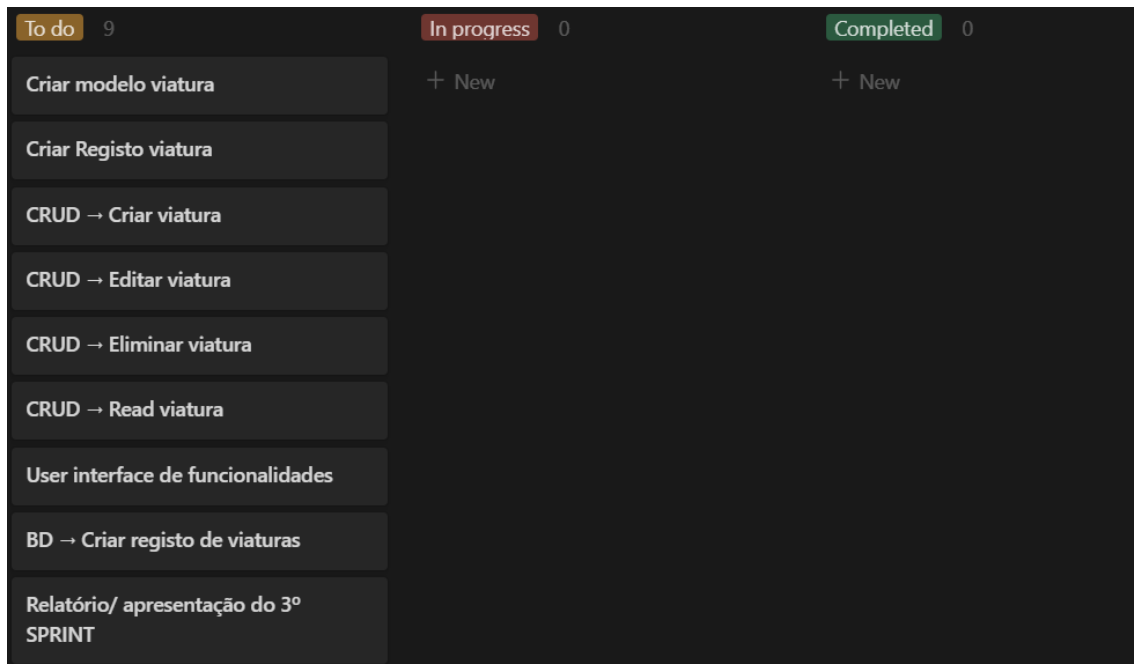 To do 9
In progress 0
Completed 0
Criar modelo viatura
+ New
+ New
Criar Registo viatura
CRUD → Criar viatura
CRUD → Editar viatura
CRUD → Eliminar viatura
CRUD → Read viatura
User interface de funcionalidades
BD → Criar registo de viaturas
Relatório/ apresentação do 3º
SPRINT